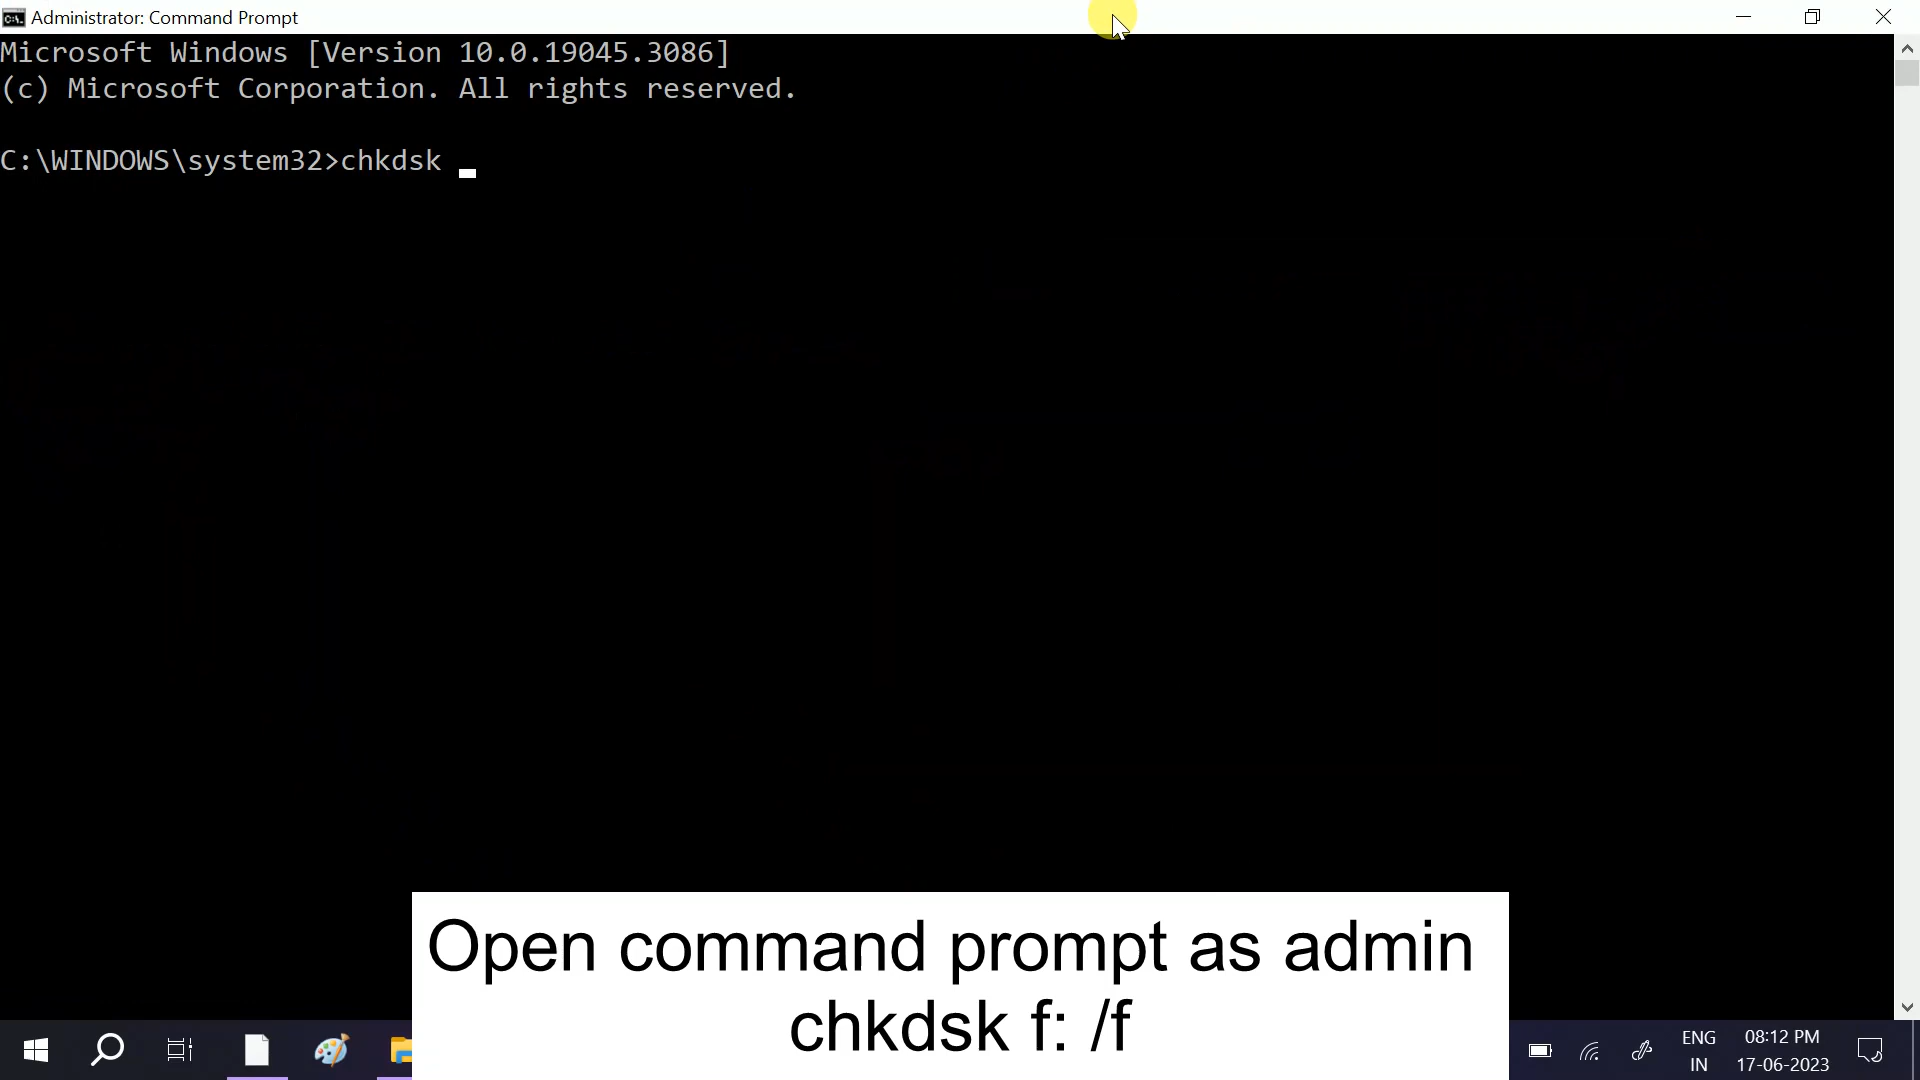 Administrator: Command Prompt
Microsoft Windows [Version 10.0.19045.3086]
(c) Microsoft Corporation. All rights reserved.
C:\WINDOWS\system32>chkdsk
Open command prompt as admin
chkdsk f: /f
ENG
IN
08:12 PM
17-06-2023